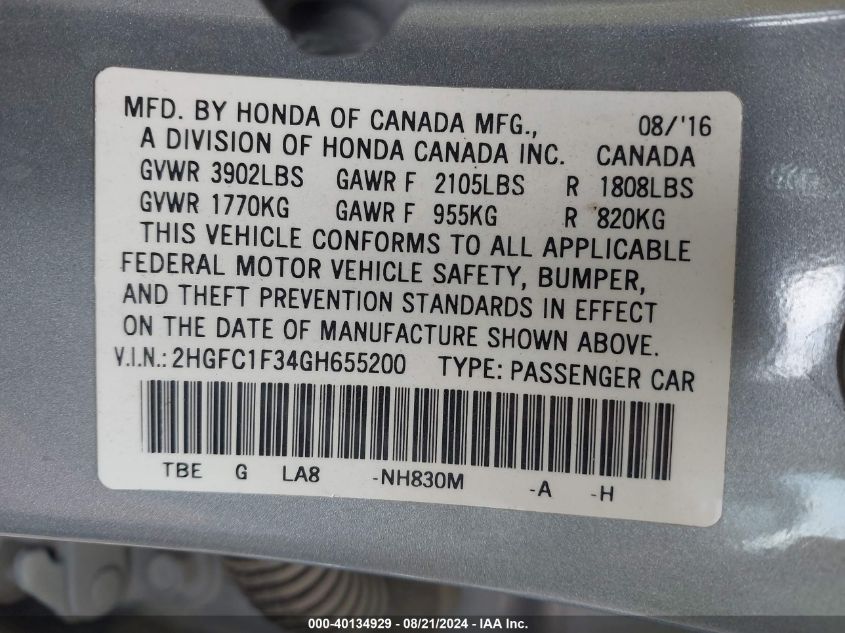 MFD. BY HONDA OF CANADA MFG., 08/'16
A DIVISION OF HONDA CANADA INC. CANADA
GVWR 3902LBS GAWR F 2105LBS R 1808LBS
GVWR 1770KG GAWR F 955KG R 820KG
THIS VEHICLE CONFORMS TO ALL APPLICABLE
FEDERAL MOTOR VEHICLE SAFETY, BUMPER,
AND THEFT PREVENTION STANDARDS IN EFFECT
ON THE DATE OF MANUFACTURE SHOWN ABOVE.
V.I.N.: 2HGFC1F34GH655200 TYPE: PASSENGER CAR
TBE G LA8 -NH830M -A -H
000-40134929 - 08/21/2024 - IAA Inc.